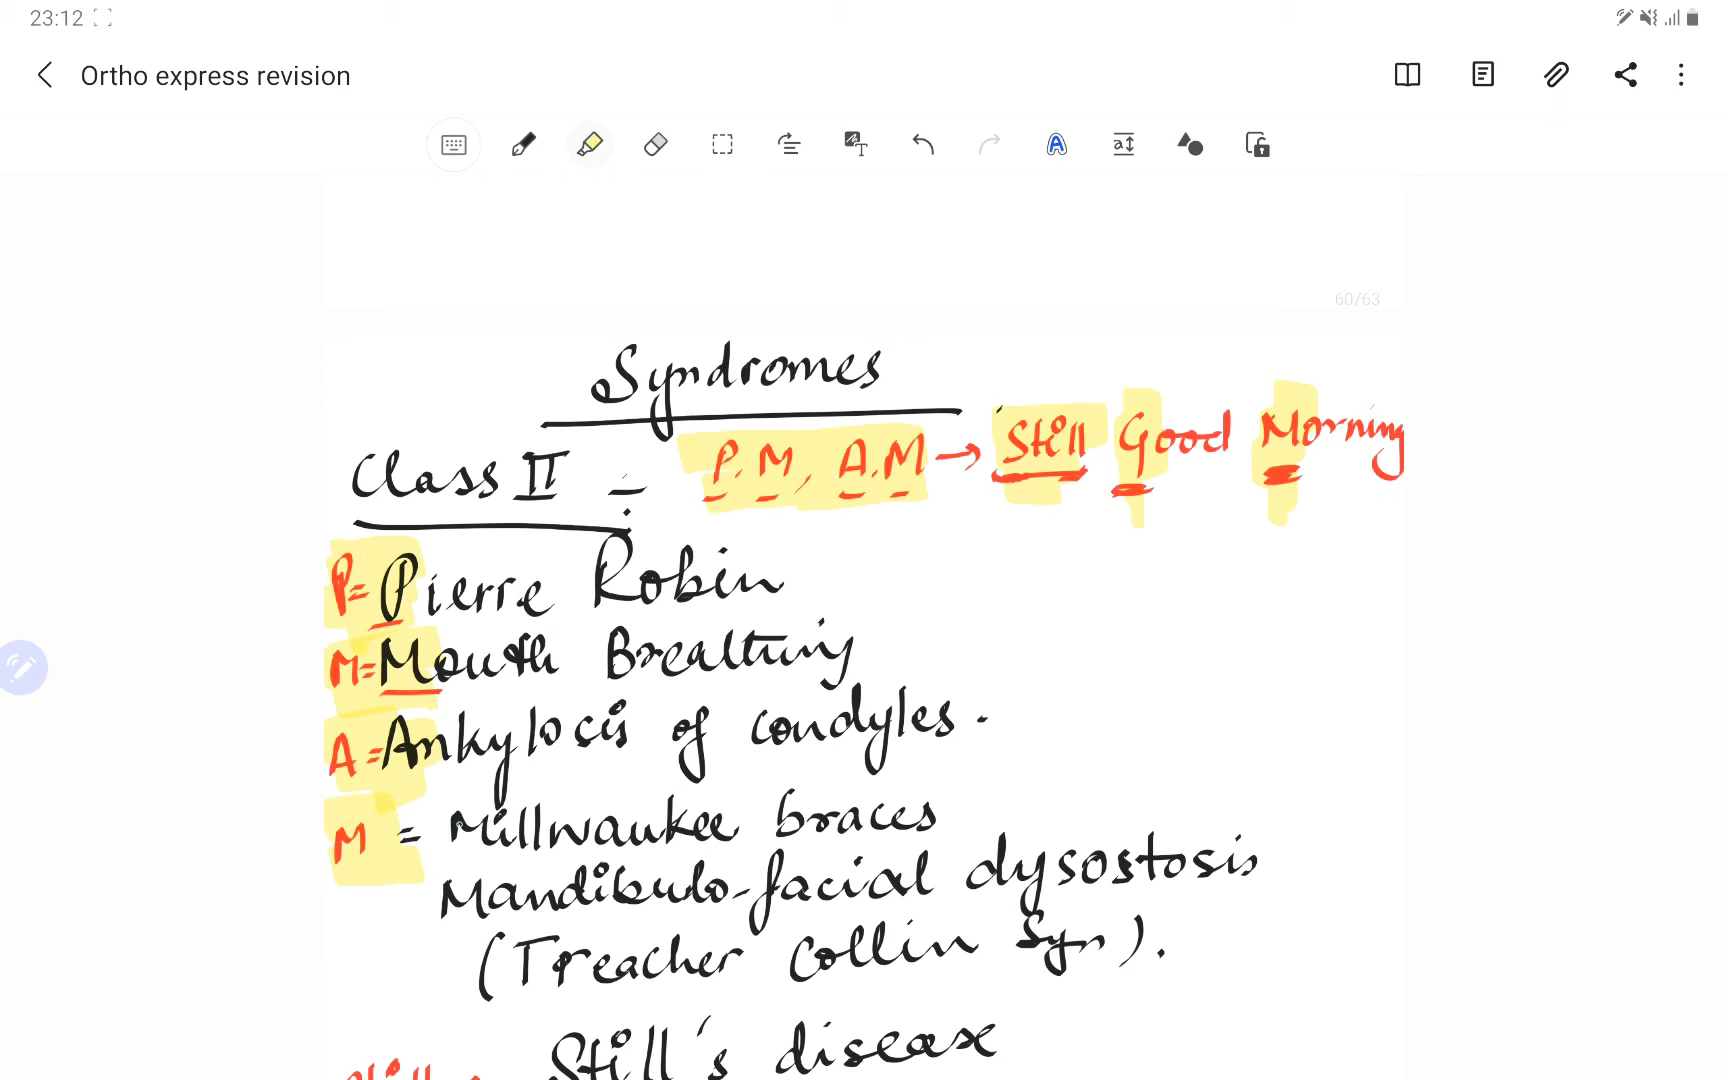 23:12
Ortho express revision
60/63
Syndromes
Class II :- P.M, A.M → Still Good Morning
P= Pierre Robin
M= Mouth Breathing
A= Ankylosis of condyles.
M = Millwaukee braces
Mandibulo-facial dysostosis
(Treacher Collin Syn).
Still = Still's disease